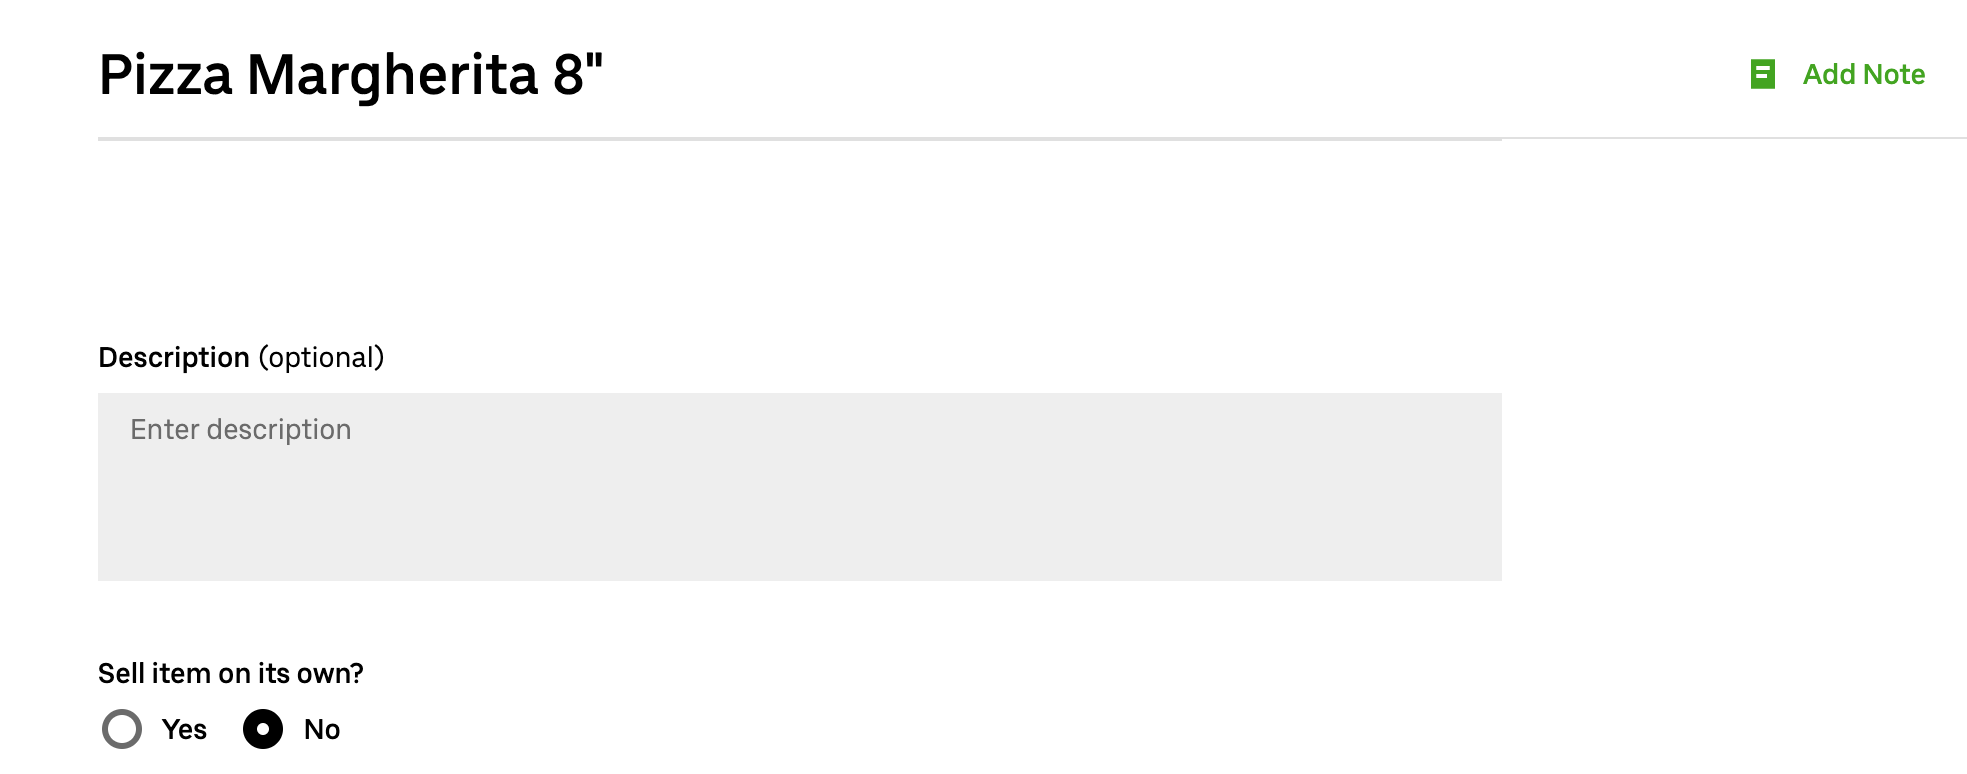 Pizza Margherita 8"
Add Note
Description (optional)
Enter description
Sell item on its own?
Yes No